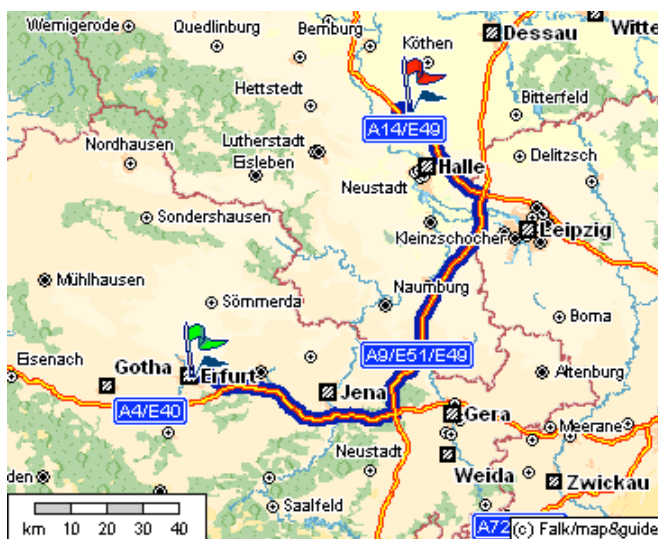 Wernigerode
Quedlinburg
Bernburg
Köthen
Dessau
Witte
Hettstedt
Bitterfeld
A14/E49
Nordhausen
Lutherstadt
Eisleben
Halle
Delitzsch
Neustadt
Sondershausen
Kleinzschocher
Leipzig
Mühlhausen
Sömmerda
Naumburg
Borna
Eisenach
Gotha
Erfurt
A9/E51/E49
Altenburg
Jena
A4/E40
Gera
Meerane
Neustadt
Weida
Zwickau
den
Saalfeld
km 10 20 30 40
A72
(c) Falk/map&guide